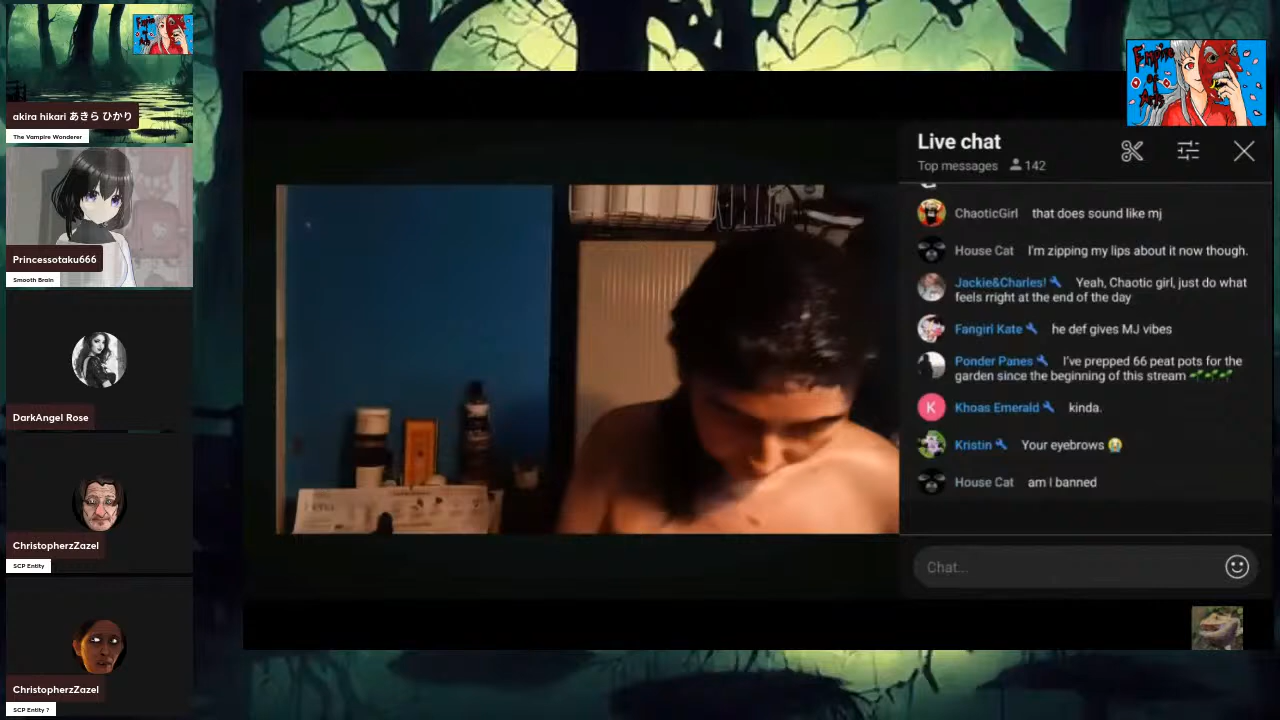 akira hikari あきら ひかり
The Vampire Wonderer
Princessotaku666
Smooth Brain
DarkAngel Rose
ChristopherzZazel
SCP Entity
ChristopherzZazel
SCP Entity ?
Empire
of
Arts
Live chat
Top messages 142
ChaoticGirl that does sound like mj
House Cat I'm zipping my lips about it now though.
Jackie&Charles! Yeah, Chaotic girl, just do what
feels rright at the end of the day
Fangirl Kate he def gives MJ vibes
Ponder Panes I've prepped 66 peat pots for the
garden since the beginning of this stream 🌱🌱🌱
K Khoas Emerald kinda.
Kristin Your eyebrows 😭
House Cat am I banned
Chat...